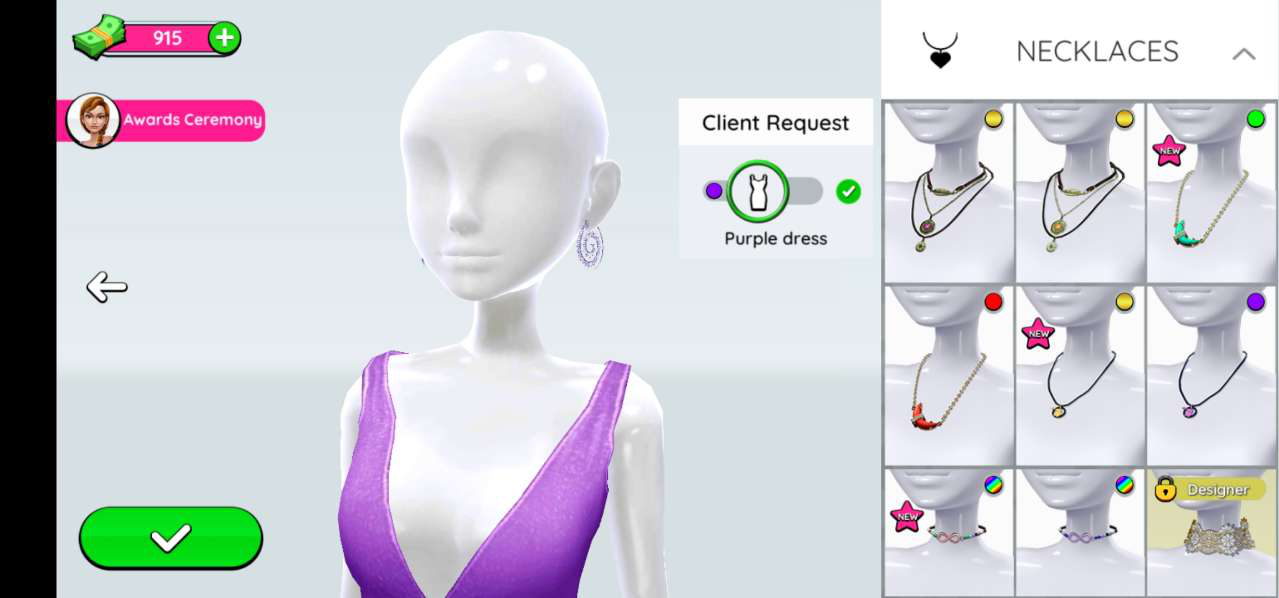 915
Awards Ceremony
Client Request
Purple dress
NECKLACES
NEW
NEW
NEW
Designer